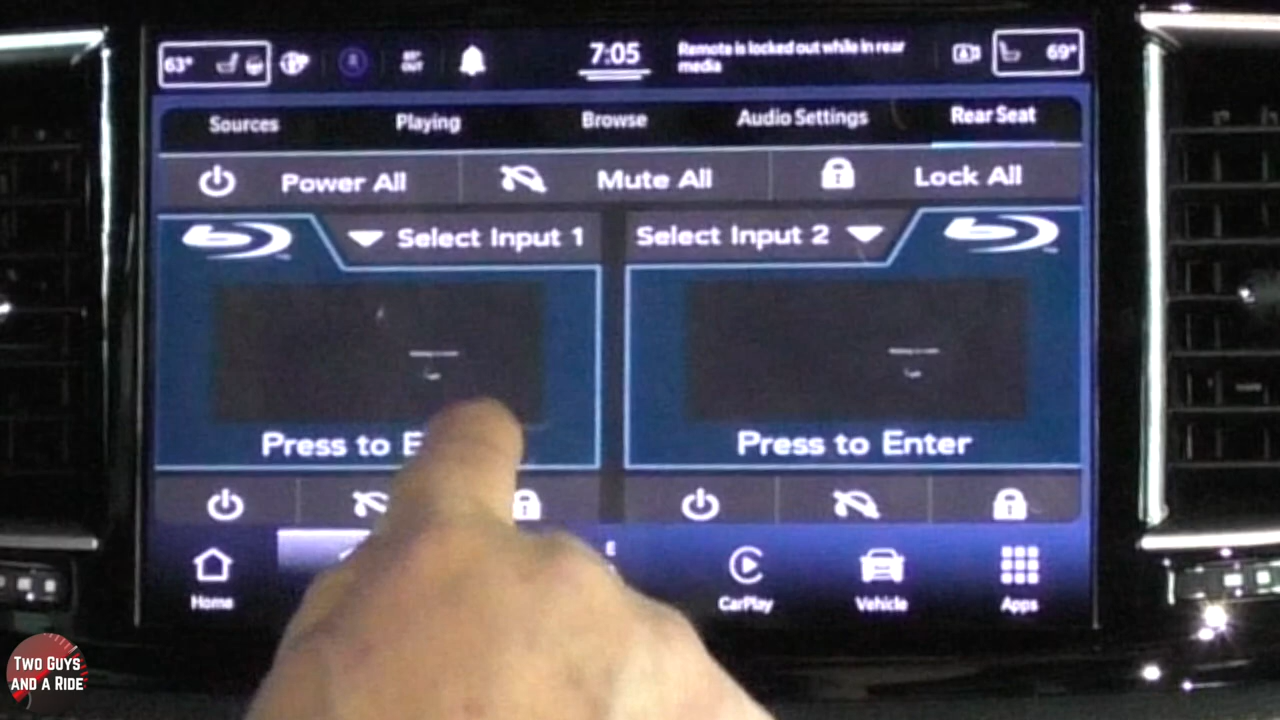 63°
85°
OUT
7:05
Remote is locked out while in rear
media
69°
Sources
Playing
Browse
Audio Settings
Rear Seat
Power All
Mute All
Lock All
Select Input 1
Select Input 2
Press to E
Press to Enter
E
Home
CarPlay
Vehicle
Apps
TWO GUYS
AND A RIDE